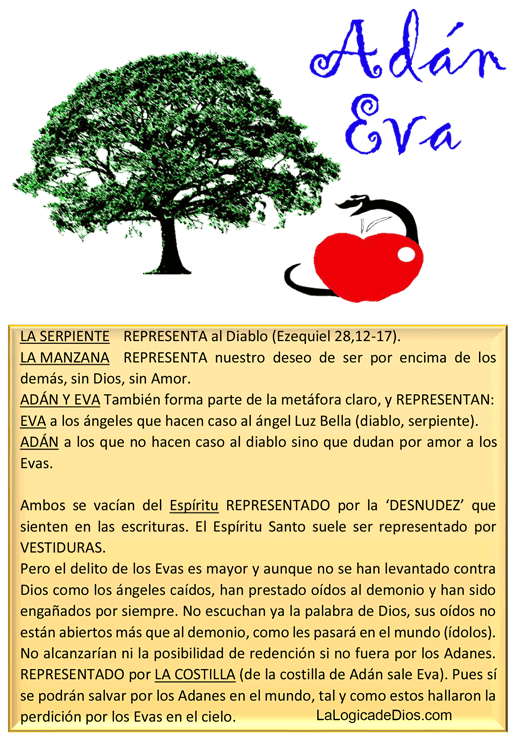 Adán
Eva
LA SERPIENTE REPRESENTA al Diablo (Ezequiel 28,12-17).
LA MANZANA REPRESENTA nuestro deseo de ser por encima de los
demás, sin Dios, sin Amor.
ADÁN Y EVA También forma parte de la metáfora claro, y REPRESENTAN:
EVA a los ángeles que hacen caso al ángel Luz Bella (diablo, serpiente).
ADÁN a los que no hacen caso al diablo sino que dudan por amor a los
Evas.
Ambos se vacían del Espíritu REPRESENTADO por la ‘DESNUDEZ’ que
sienten en las escrituras. El Espíritu Santo suele ser representado por
VESTIDURAS.
Pero el delito de los Evas es mayor y aunque no se han levantado contra
Dios como los ángeles caídos, han prestado oídos al demonio y han sido
engañados por siempre. No escuchan ya la palabra de Dios, sus oídos no
están abiertos más que al demonio, como les pasará en el mundo (ídolos).
No alcanzarían ni la posibilidad de redención si no fuera por los Adanes.
REPRESENTADO por LA COSTILLA (de la costilla de Adán sale Eva). Pues sí
se podrán salvar por los Adanes en el mundo, tal y como estos hallaron la
perdición por los Evas en el cielo. LaLogicadeDios.com